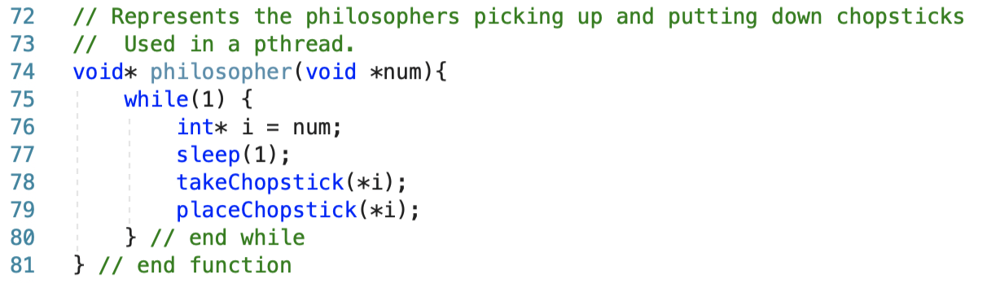 72 // Represents the philosophers picking up and putting down chopsticks
73 //  Used in a pthread.
74 void* philosopher(void *num){
75     while(1) {
76         int* i = num;
77         sleep(1);
78         takeChopstick(*i);
79         placeChopstick(*i);
80     } // end while
81 } // end function